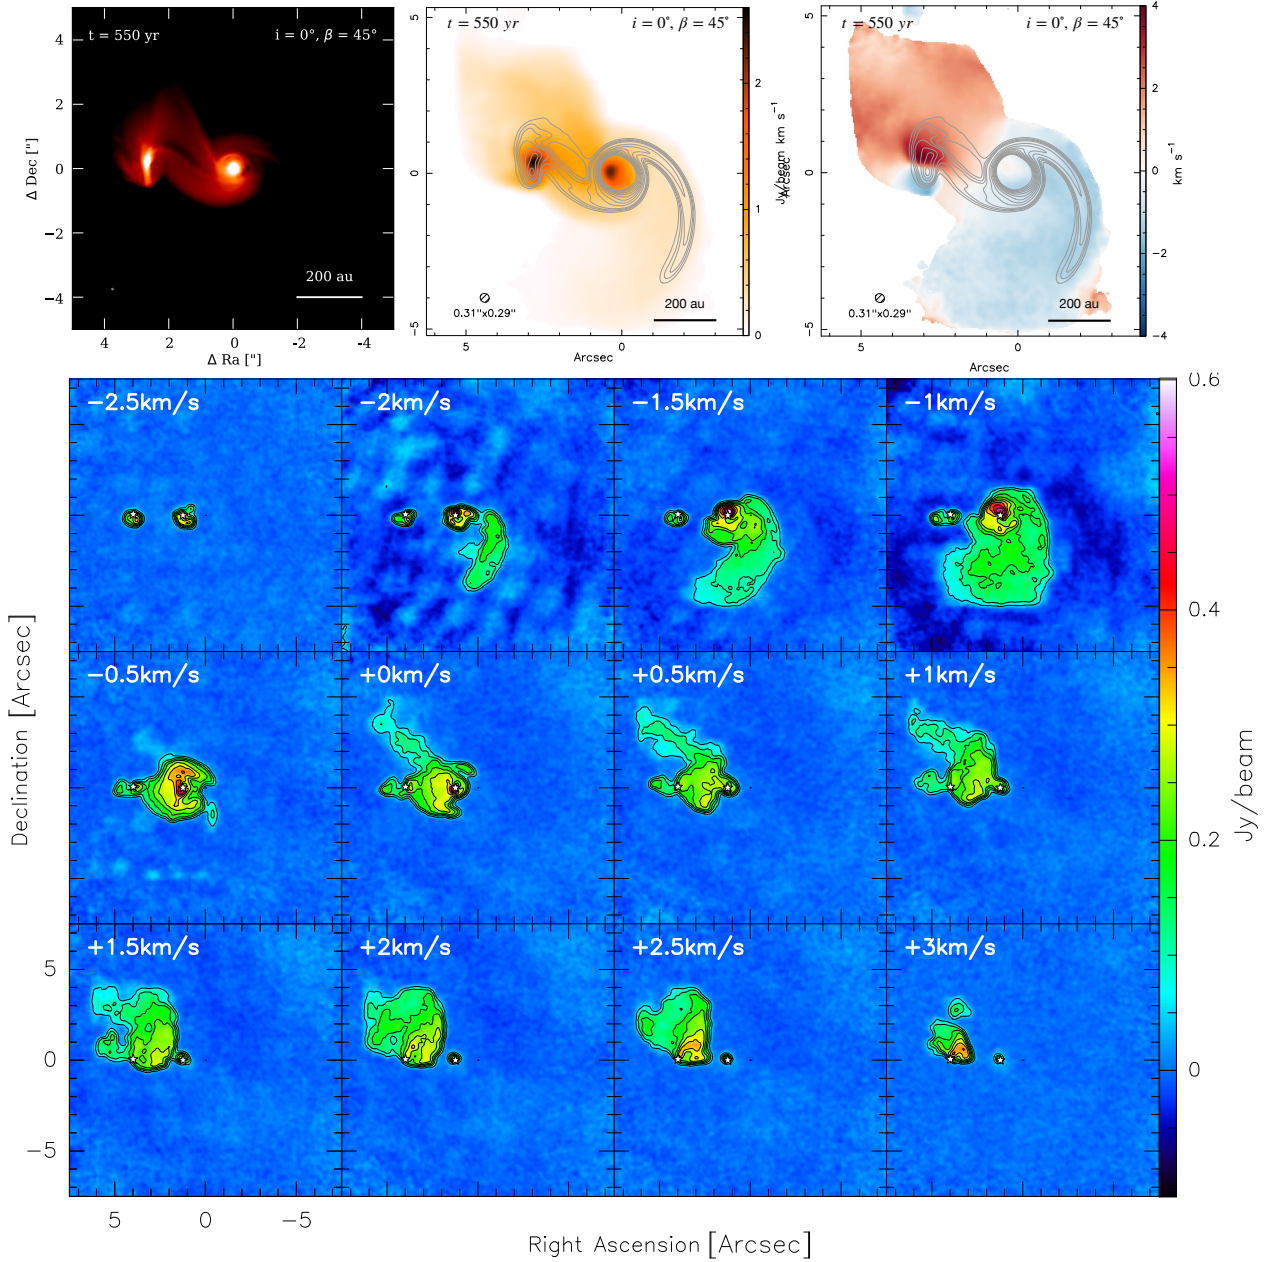 t = 550 yr
i = 0°, β = 45°
4
2
0
−2
−4
Δ Dec ["]
200 au
4
2
0
-2
-4
Δ Ra ["]
t = 550 yr
i = 0°, β = 45°
5
0
−5
0.31"x0.29"
200 au
5
0
Arcsec
2
1
0
Jy/beam km s⁻¹
Arcsec
t = 550 yr
i = 0°, β = 45°
5
0
−5
0.31"x0.29"
200 au
5
0
Arcsec
4
2
0
−2
−4
km s⁻¹
−2.5km/s
−2km/s
−1.5km/s
−1km/s
−0.5km/s
+0km/s
+0.5km/s
+1km/s
+1.5km/s
+2km/s
+2.5km/s
+3km/s
5
0
−5
5
0
−5
Declination [Arcsec]
Right Ascension [Arcsec]
0.6
0.4
0.2
0
Jy/beam